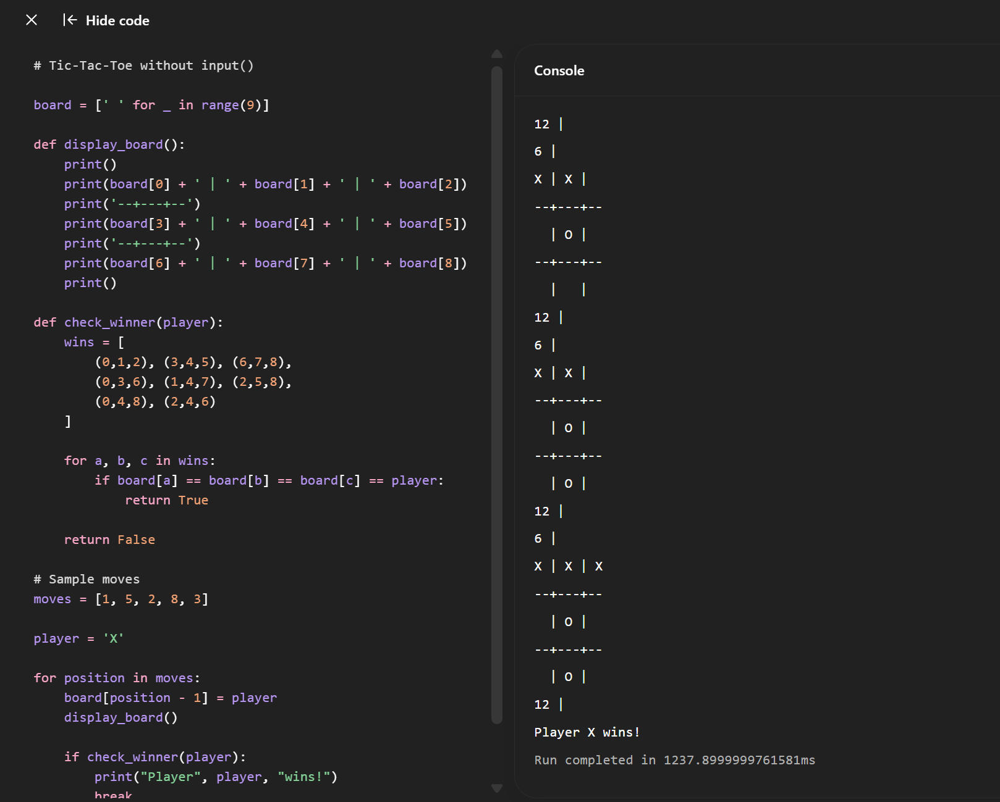 Hide code
# Tic-Tac-Toe without input()
board = [' ' for _ in range(9)]
def display_board():
    print()
    print(board[0] + ' | ' + board[1] + ' | ' + board[2])
    print('--+---+--')
    print(board[3] + ' | ' + board[4] + ' | ' + board[5])
    print('--+---+--')
    print(board[6] + ' | ' + board[7] + ' | ' + board[8])
    print()
def check_winner(player):
    wins = [
        (0,1,2), (3,4,5), (6,7,8),
        (0,3,6), (1,4,7), (2,5,8),
        (0,4,8), (2,4,6)
    ]
    for a, b, c in wins:
        if board[a] == board[b] == board[c] == player:
            return True
    return False
# Sample moves
moves = [1, 5, 2, 8, 3]
player = 'X'
for position in moves:
    board[position - 1] = player
    display_board()
    if check_winner(player):
        print("Player", player, "wins!")
        break
Console
12 |
6 |
X | X |
--+---+--
  | O |
--+---+--
  |   |
12 |
6 |
X | X |
--+---+--
  | O |
--+---+--
  | O |
12 |
6 |
X | X | X
--+---+--
  | O |
--+---+--
  | O |
12 |
Player X wins!
Run completed in 1237.8999999761581ms